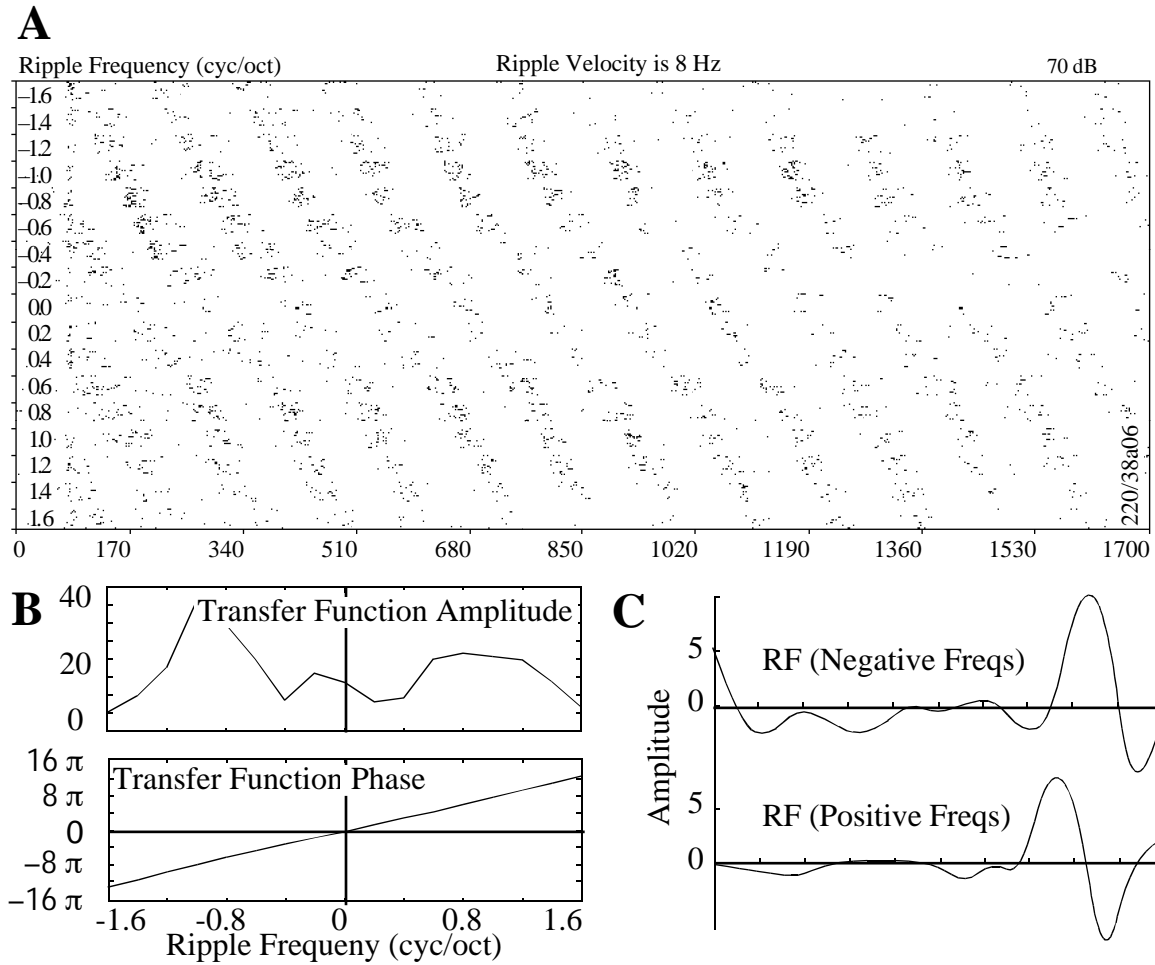 A
Ripple Frequency (cyc/oct) Ripple Velocity is 8 Hz 70 dB
–1.6
–1.4
–1.2
–1.0
–0.8
–0.6
–0.4
–0.2
0.0
0.2
0.4
0.6
0.8
1.0
1.2
1.4
1.6
220/38a06
0 170 340 510 680 850 1020 1190 1360 1530 1700
B
40
20
0
Transfer Function Amplitude
16 π
8 π
0
–8 π
–16 π
Transfer Function Phase
-1.6 -0.8 0 0.8 1.6
Ripple Frequeny (cyc/oct)
C
Amplitude
5
0
RF (Negative Freqs)
5
0
RF (Positive Freqs)